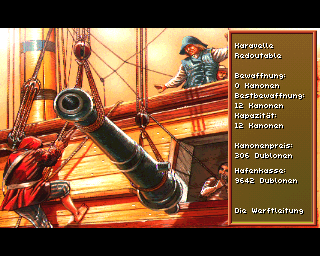 Karavelle
Redoutable
Bewaffnung:
0 Kanonen
Bestbewaffnung:
12 Kanonen
Kapazität:
12 Kanonen
Kanonenpreis:
306 Dublonen
Hafenkasse:
9642 Dublonen
Die Werftleitung